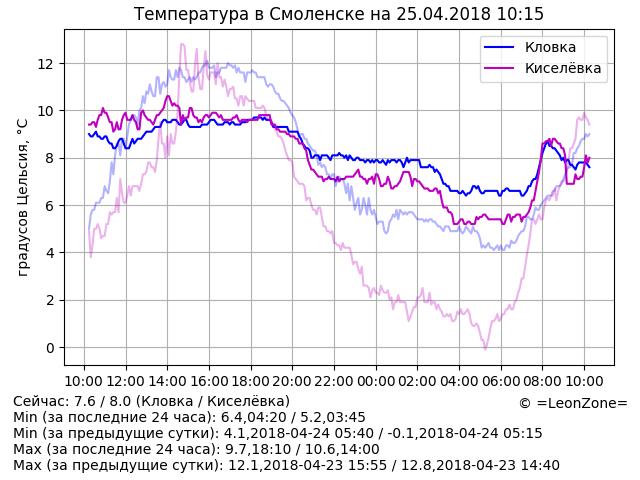 Температура в Смоленске на 25.04.2018 10:15
Кловка
Киселёвка
градусов Цельсия, °C
12
10
8
6
4
2
0
10:00 12:00 14:00 16:00 18:00 20:00 22:00 00:00 02:00 04:00 06:00 08:00 10:00
Сейчас: 7.6 / 8.0 (Кловка / Киселёвка)
© =LeonZone=
Min (за последние 24 часа): 6.4,04:20 / 5.2,03:45
Min (за предыдущие сутки): 4.1,2018-04-24 05:40 / -0.1,2018-04-24 05:15
Max (за последние 24 часа): 9.7,18:10 / 10.6,14:00
Max (за предыдущие сутки): 12.1,2018-04-23 15:55 / 12.8,2018-04-23 14:40